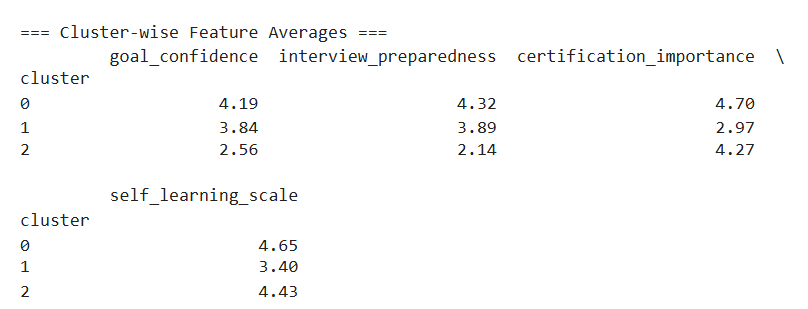 === Cluster-wise Feature Averages ===
goal_confidence interview_preparedness certification_importance \
cluster
0 4.19 4.32 4.70
1 3.84 3.89 2.97
2 2.56 2.14 4.27
self_learning_scale
cluster
0 4.65
1 3.40
2 4.43